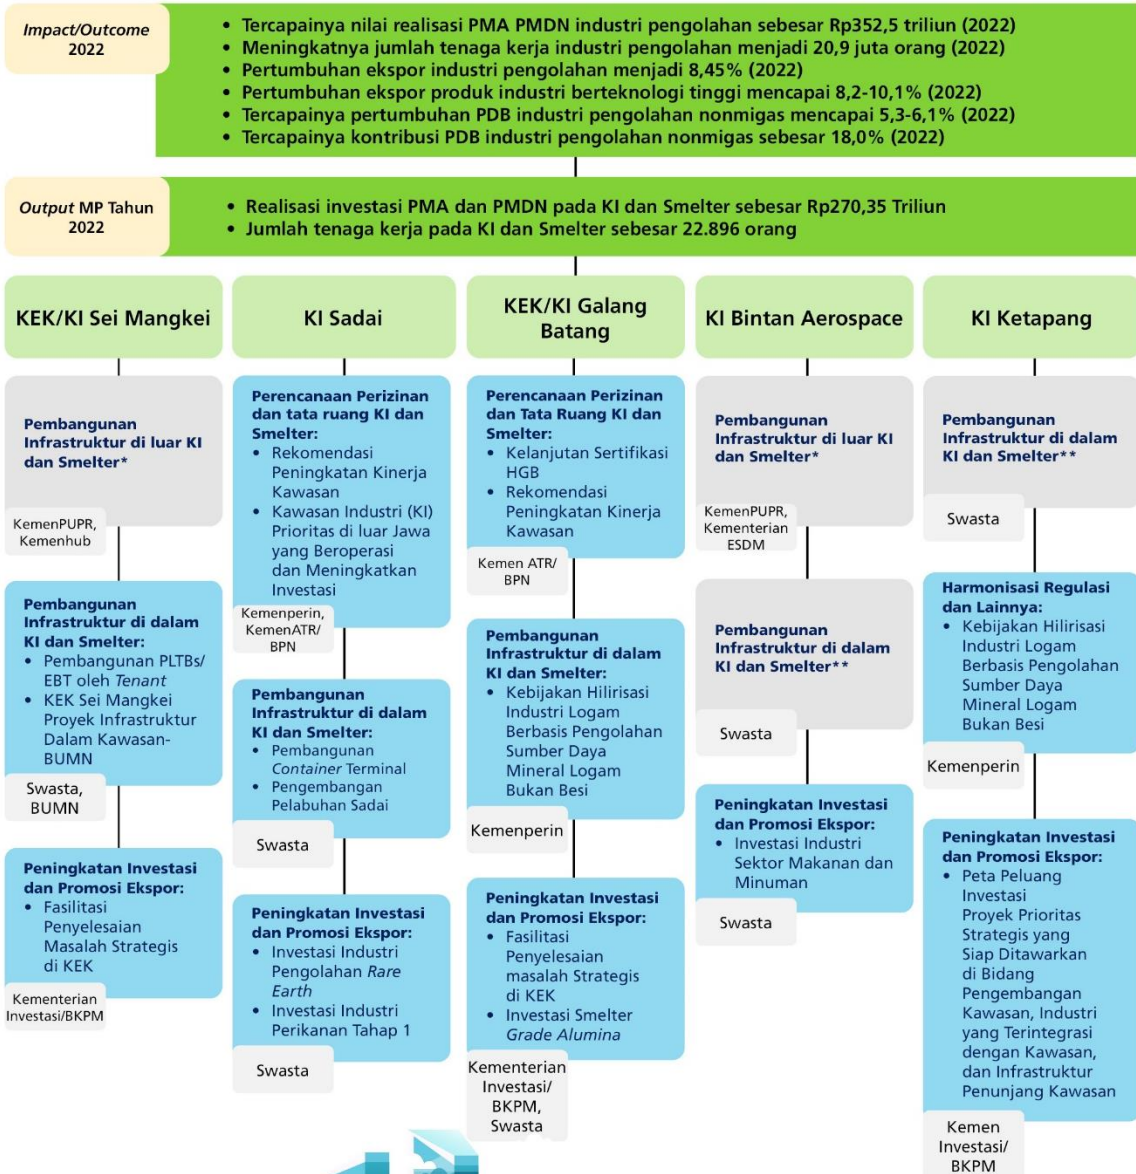 Impact/Outcome
2022
• Tercapainya nilai realisasi PMA PMDN industri pengolahan sebesar Rp352,5 triliun (2022)
• Meningkatnya jumlah tenaga kerja industri pengolahan menjadi 20,9 juta orang (2022)
• Pertumbuhan ekspor industri pengolahan menjadi 8,45% (2022)
• Pertumbuhan ekspor produk industri berteknologi tinggi mencapai 8,2-10,1% (2022)
• Tercapainya pertumbuhan PDB industri pengolahan nonmigas mencapai 5,3-6,1% (2022)
• Tercapainya kontribusi PDB industri pengolahan nonmigas sebesar 18,0% (2022)
Output MP Tahun
2022
• Realisasi investasi PMA dan PMDN pada KI dan Smelter sebesar Rp270,35 Triliun
• Jumlah tenaga kerja pada KI dan Smelter sebesar 22.896 orang
KEK/KI Sei Mangkei
Pembangunan
Infrastruktur di luar KI
dan Smelter*
KemenPUPR,
Kemenhub
Pembangunan
Infrastruktur di dalam
KI dan Smelter:
• Pembangunan PLTBs/
EBT oleh Tenant
• KEK Sei Mangkei
Proyek Infrastruktur
Dalam Kawasan-
BUMN
Swasta,
BUMN
Peningkatan Investasi
dan Promosi Ekspor:
• Fasilitasi
Penyelesaian
Masalah Strategis
di KEK
Kementerian
Investasi/BKPM
KI Sadai
Perencanaan Perizinan
dan tata ruang KI dan
Smelter:
• Rekomendasi
Peningkatan Kinerja
Kawasan
• Kawasan Industri (KI)
Prioritas di luar Jawa
yang Beroperasi
dan Meningkatkan
Investasi
Kemenperin,
KemenATR/
BPN
Pembangunan
Infrastruktur di dalam
KI dan Smelter:
• Pembangunan
Container Terminal
• Pengembangan
Pelabuhan Sadai
Swasta
Peningkatan Investasi
dan Promosi Ekspor:
• Investasi Industri
Pengolahan Rare
Earth
• Investasi Industri
Perikanan Tahap 1
Swasta
KEK/KI Galang
Batang
Perencanaan Perizinan
dan Tata Ruang KI dan
Smelter:
• Kelanjutan Sertifikasi
HGB
• Rekomendasi
Peningkatan Kinerja
Kawasan
Kemen ATR/
BPN
Pembangunan
Infrastruktur di dalam
KI dan Smelter:
• Kebijakan Hilirisasi
Industri Logam
Berbasis Pengolahan
Sumber Daya
Mineral Logam
Bukan Besi
Kemenperin
Peningkatan Investasi
dan Promosi Ekspor:
• Fasilitasi
Penyelesaian
masalah Strategis
di KEK
• Investasi Smelter
Grade Alumina
Kementerian
Investasi/
BKPM,
Swasta
KI Bintan Aerospace
Pembangunan
Infrastruktur di luar KI
dan Smelter*
KemenPUPR,
Kementerian
ESDM
Pembangunan
Infrastruktur di dalam
KI dan Smelter**
Swasta
Peningkatan Investasi
dan Promosi Ekspor:
• Investasi Industri
Sektor Makanan dan
Minuman
Swasta
KI Ketapang
Pembangunan
Infrastruktur di dalam
KI dan Smelter**
Swasta
Harmonisasi Regulasi
dan Lainnya:
• Kebijakan Hilirisasi
Industri Logam
Berbasis Pengolahan
Sumber Daya
Mineral Logam
Bukan Besi
Kemenperin
Peningkatan Investasi
dan Promosi Ekspor:
• Peta Peluang
Investasi
Proyek Prioritas
Strategis yang
Siap Ditawarkan
di Bidang
Pengembangan
Kawasan, Industri
yang Terintegrasi
dengan Kawasan,
dan Infrastruktur
Penunjang Kawasan
Kemen
Investasi/
BKPM